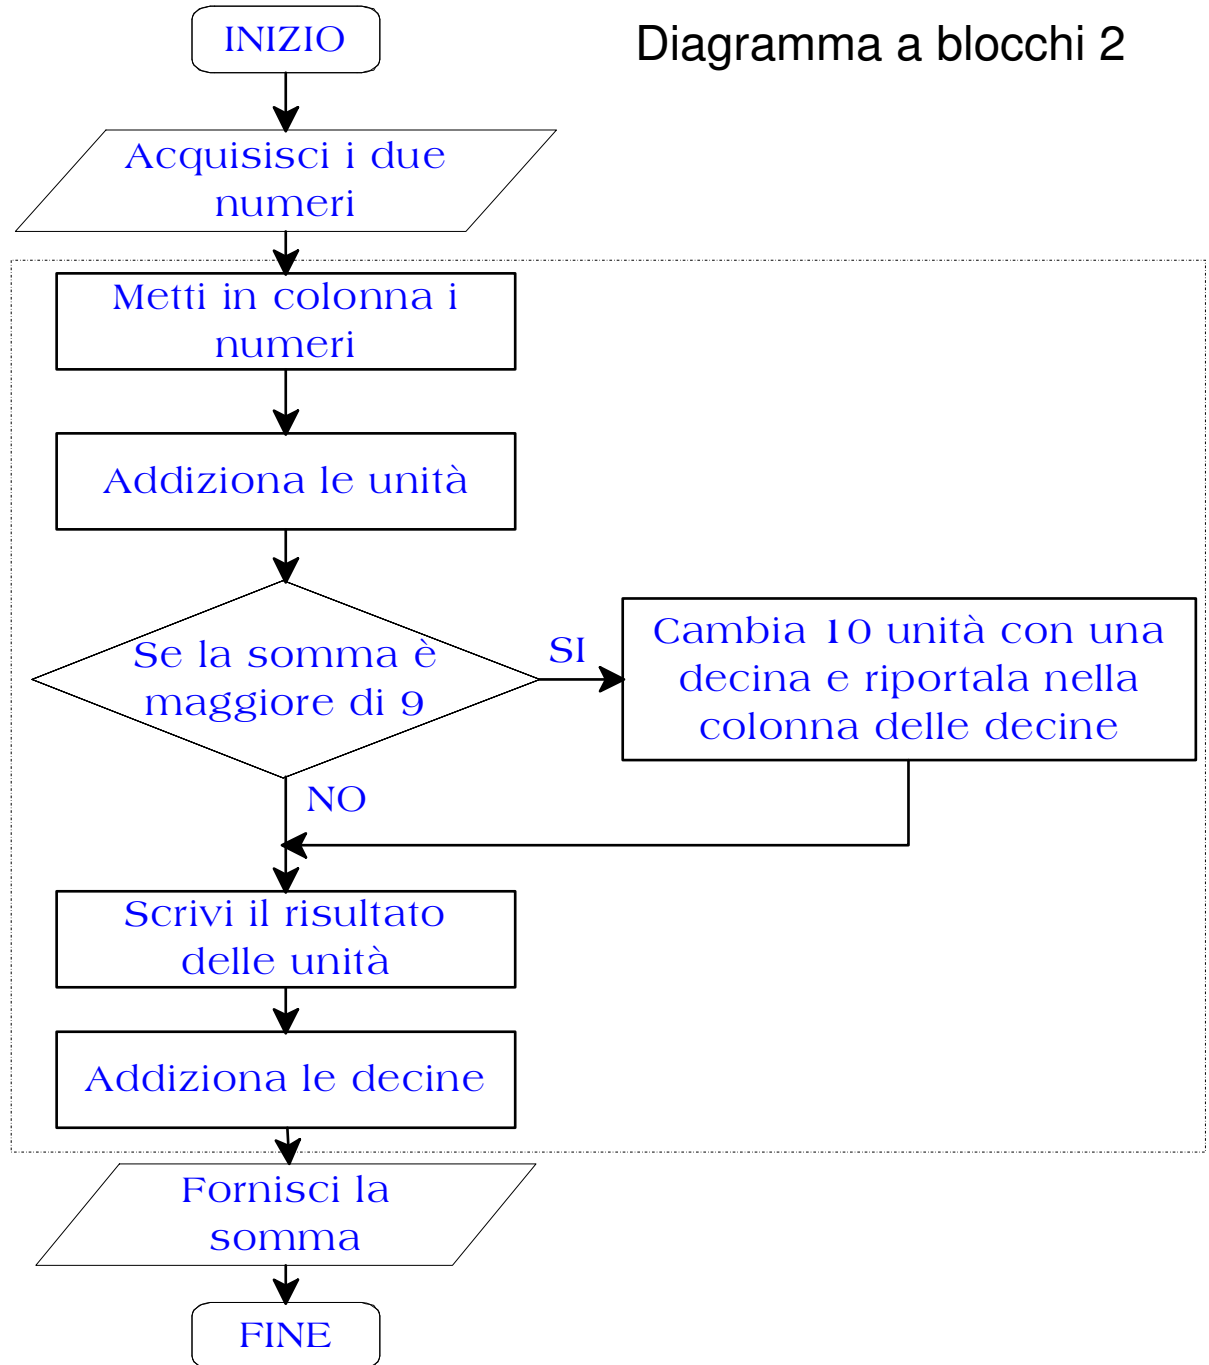 INIZIO
Diagramma a blocchi 2
Acquisisci i due
numeri
Metti in colonna i
numeri
Addiziona le unità
Se la somma è
maggiore di 9
SI
Cambia 10 unità con una
decina e riportala nella
colonna delle decine
NO
Scrivi il risultato
delle unità
Addiziona le decine
Fornisci la
somma
FINE